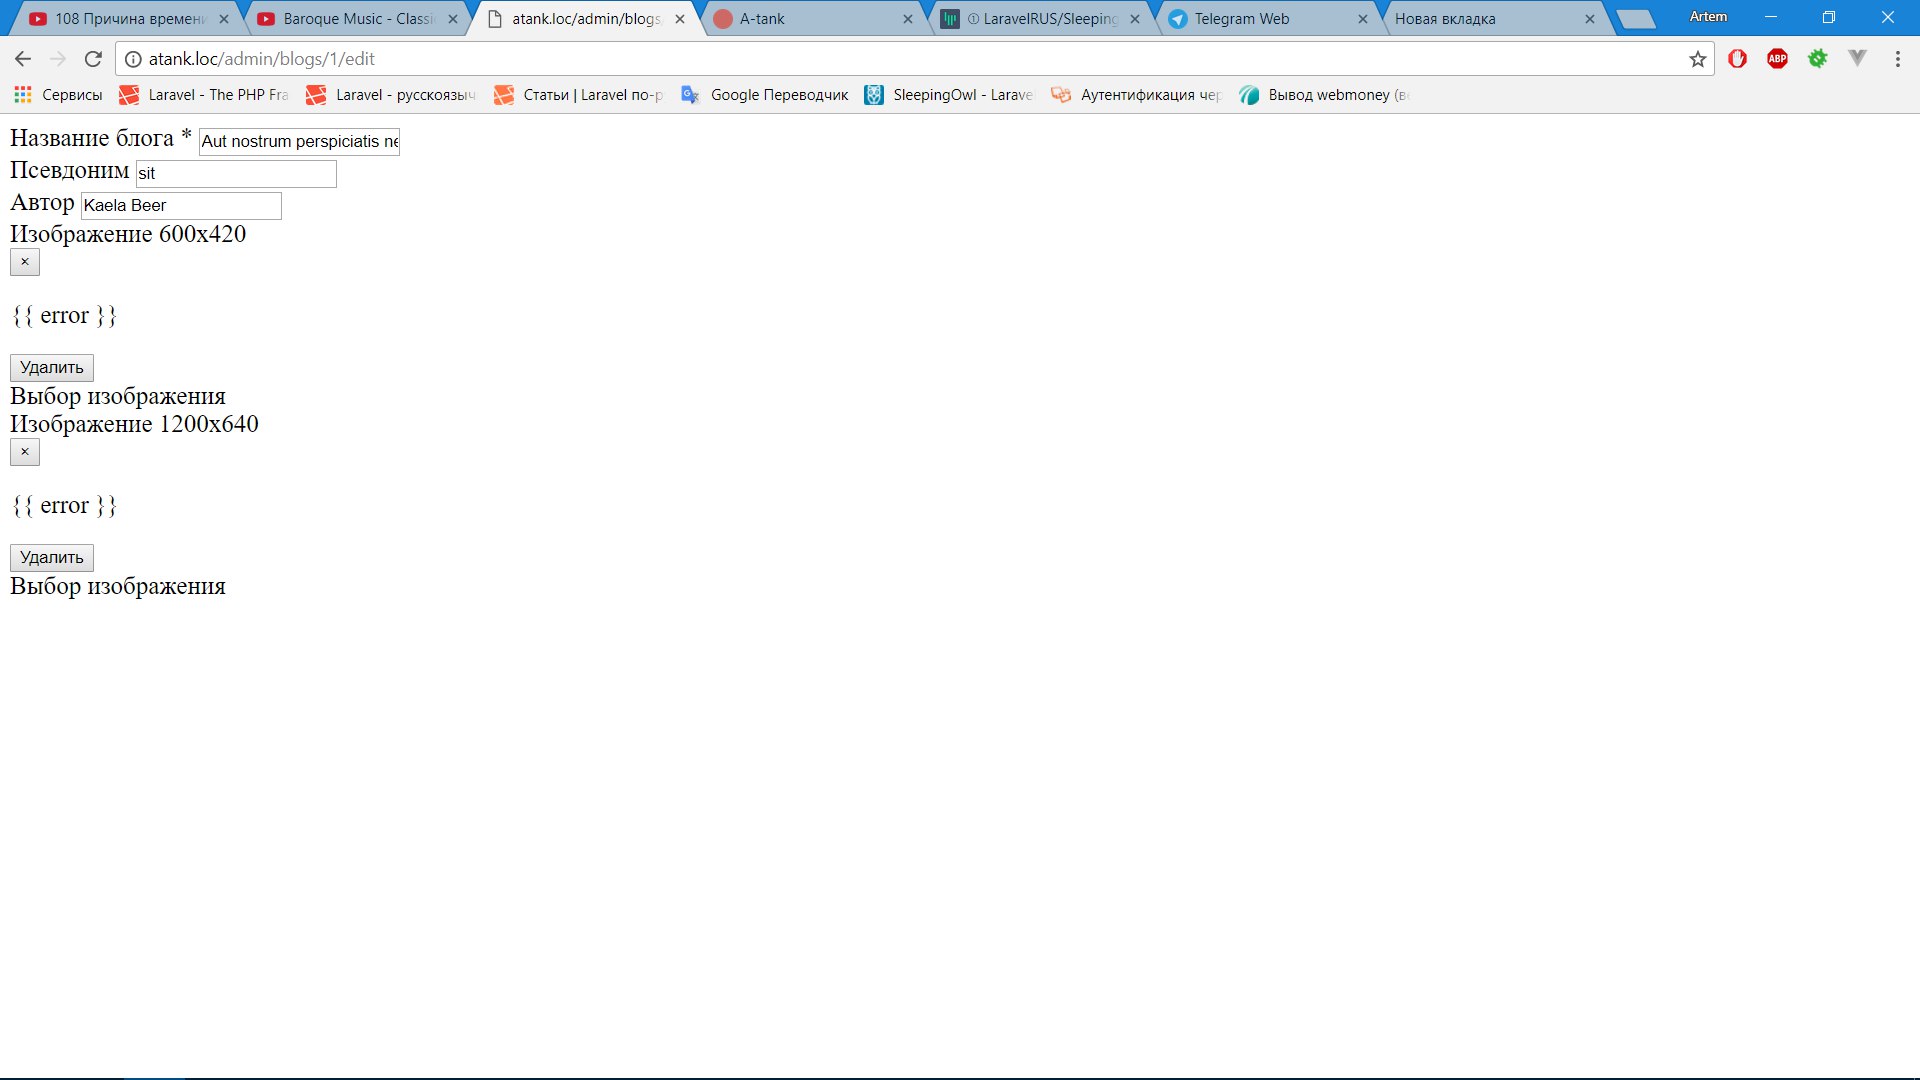 108 Причина времени
Baroque Music - Classi
atank.loc/admin/blogs
A-tank
① LaravelRUS/Sleeping
Telegram Web
Новая вкладка
Artem
atank.loc/admin/blogs/1/edit
ABP
Сервисы
Laravel - The PHP Fra
Laravel - русскоязыч
Статьи | Laravel по-р
Google Переводчик
SleepingOwl - Larave
Аутентификация чер
Вывод webmoney (в
Название блога * Aut nostrum perspiciatis ne
Псевдоним sit
Автор Kaela Beer
Изображение 600x420
×
{{ error }}
Удалить
Выбор изображения
Изображение 1200x640
×
{{ error }}
Удалить
Выбор изображения